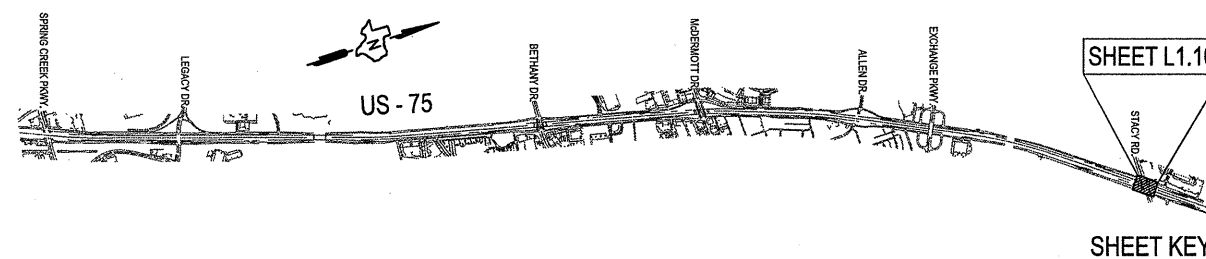 SPRING CREEK PKWY.
LEGACY DR.
US - 75
BETHANY DR.
McDERMOTT DR.
ALLEN DR.
EXCHANGE PKWY.
SHEET L1.10
STACY RD.
N
SHEET KEY